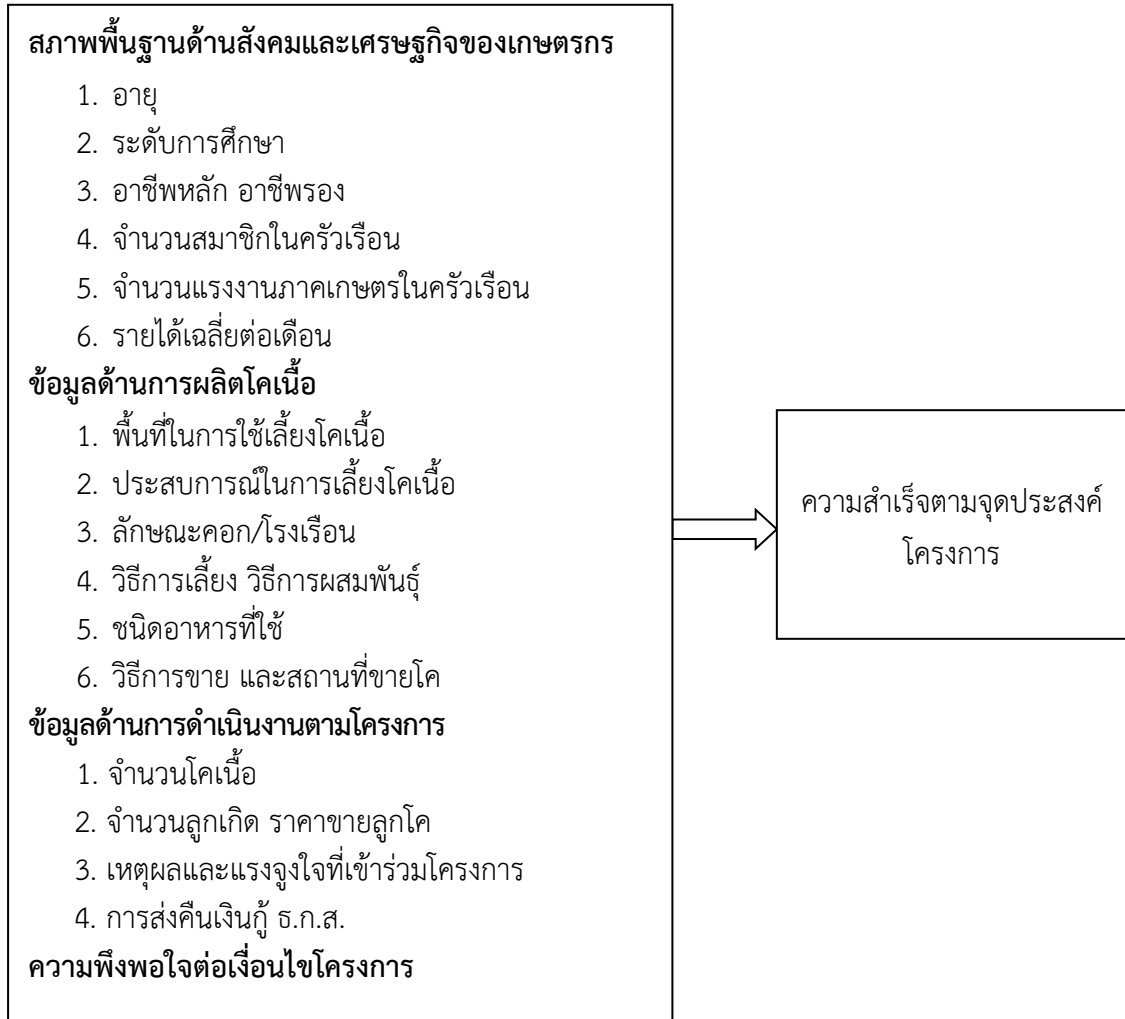 สภาพพื้นฐานด้านสังคมและเศรษฐกิจของเกษตรกร
1. อายุ
2. ระดับการศึกษา
3. อาชีพหลัก อาชีพรอง
4. จำนวนสมาชิกในครัวเรือน
5. จำนวนแรงงานภาคเกษตรในครัวเรือน
6. รายได้เฉลี่ยต่อเดือน
ข้อมูลด้านการผลิตโคเนื้อ
1. พื้นที่ในการใช้เลี้ยงโคเนื้อ
2. ประสบการณ์ในการเลี้ยงโคเนื้อ
3. ลักษณะคอก/โรงเรือน
4. วิธีการเลี้ยง วิธีการผสมพันธุ์
5. ชนิดอาหารที่ใช้
6. วิธีการขาย และสถานที่ขายโค
ข้อมูลด้านการดำเนินงานตามโครงการ
1. จำนวนโคเนื้อ
2. จำนวนลูกเกิด ราคาขายลูกโค
3. เหตุผลและแรงจูงใจที่เข้าร่วมโครงการ
4. การส่งคืนเงินกู้ ธ.ก.ส.
ความพึงพอใจต่อเงื่อนไขโครงการ
ความสำเร็จตามจุดประสงค์
โครงการ